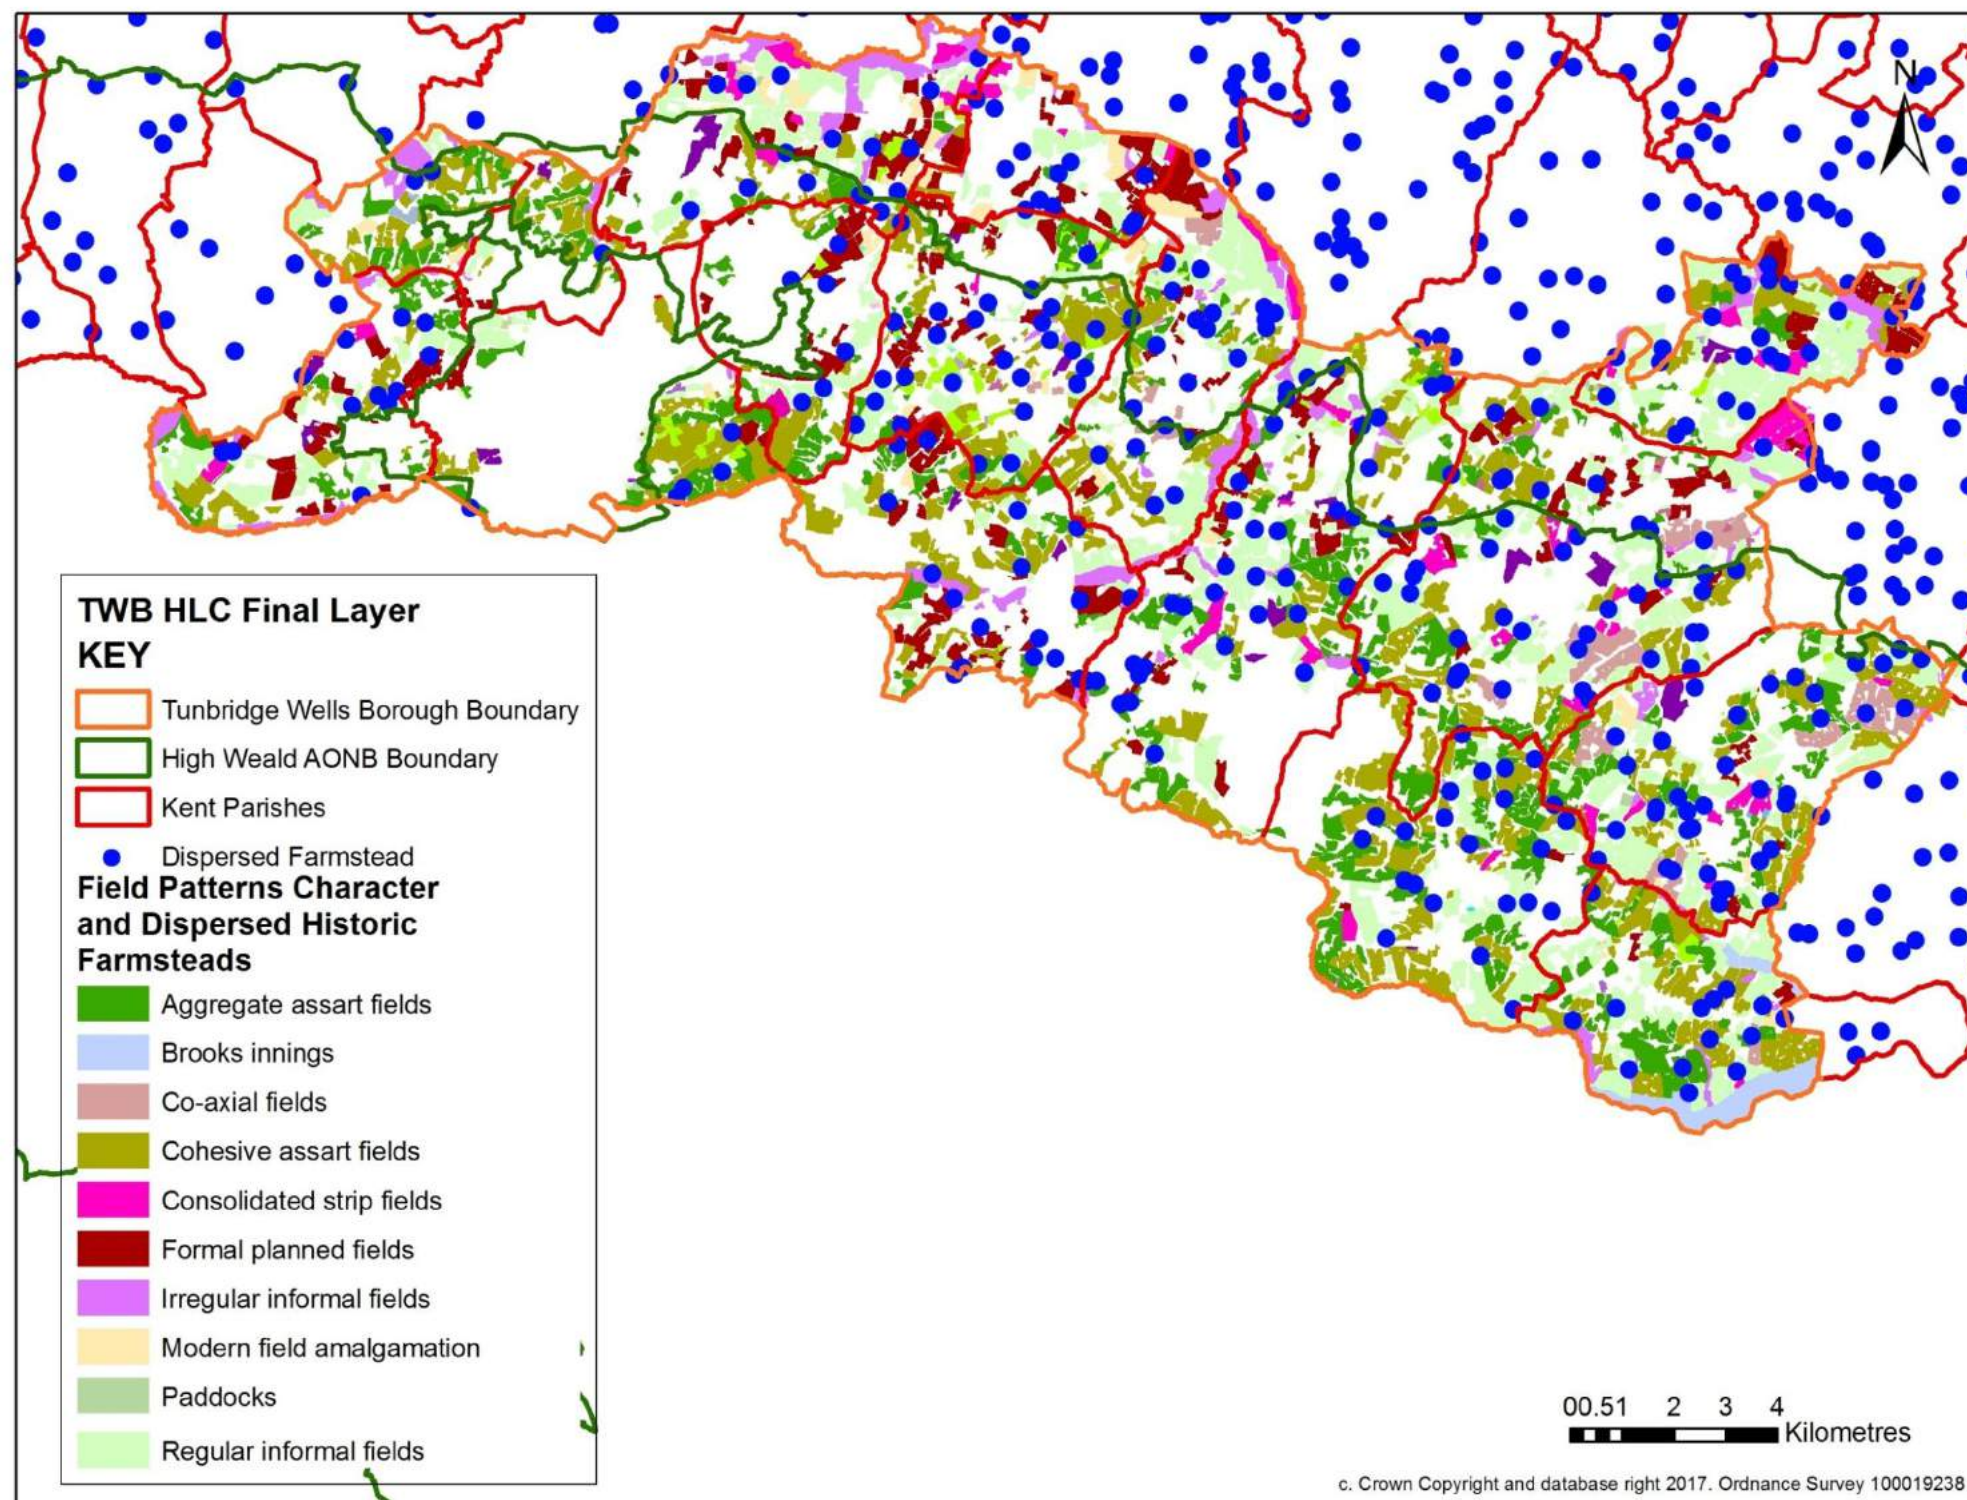 N
TWB HLC Final Layer
KEY
Tunbridge Wells Borough Boundary
High Weald AONB Boundary
Kent Parishes
Dispersed Farmstead
Field Patterns Character
and Dispersed Historic
Farmsteads
Aggregate assart fields
Brooks innings
Co-axial fields
Cohesive assart fields
Consolidated strip fields
Formal planned fields
Irregular informal fields
Modern field amalgamation
Paddocks
Regular informal fields
00.51 2 3 4
Kilometres
c. Crown Copyright and database right 2017. Ordnance Survey 100019238